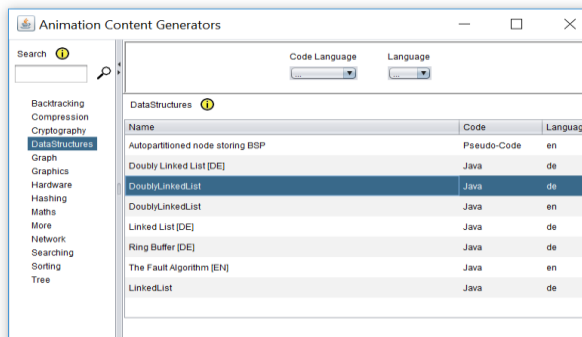 Animation Content Generators
Search
Code Language Language
... ...
Backtracking
Compression
Cryptography
DataStructures
Graph
Graphics
Hardware
Hashing
Maths
More
Network
Searching
Sorting
Tree
DataStructures
Name Code Languag
Autopartitioned node storing BSP Pseudo-Code en
Doubly Linked List [DE] Java de
DoublyLinkedList Java de
DoublyLinkedList Java en
Linked List [DE] Java de
Ring Buffer [DE] Java de
The Fault Algorithm [EN] Java en
LinkedList Java de